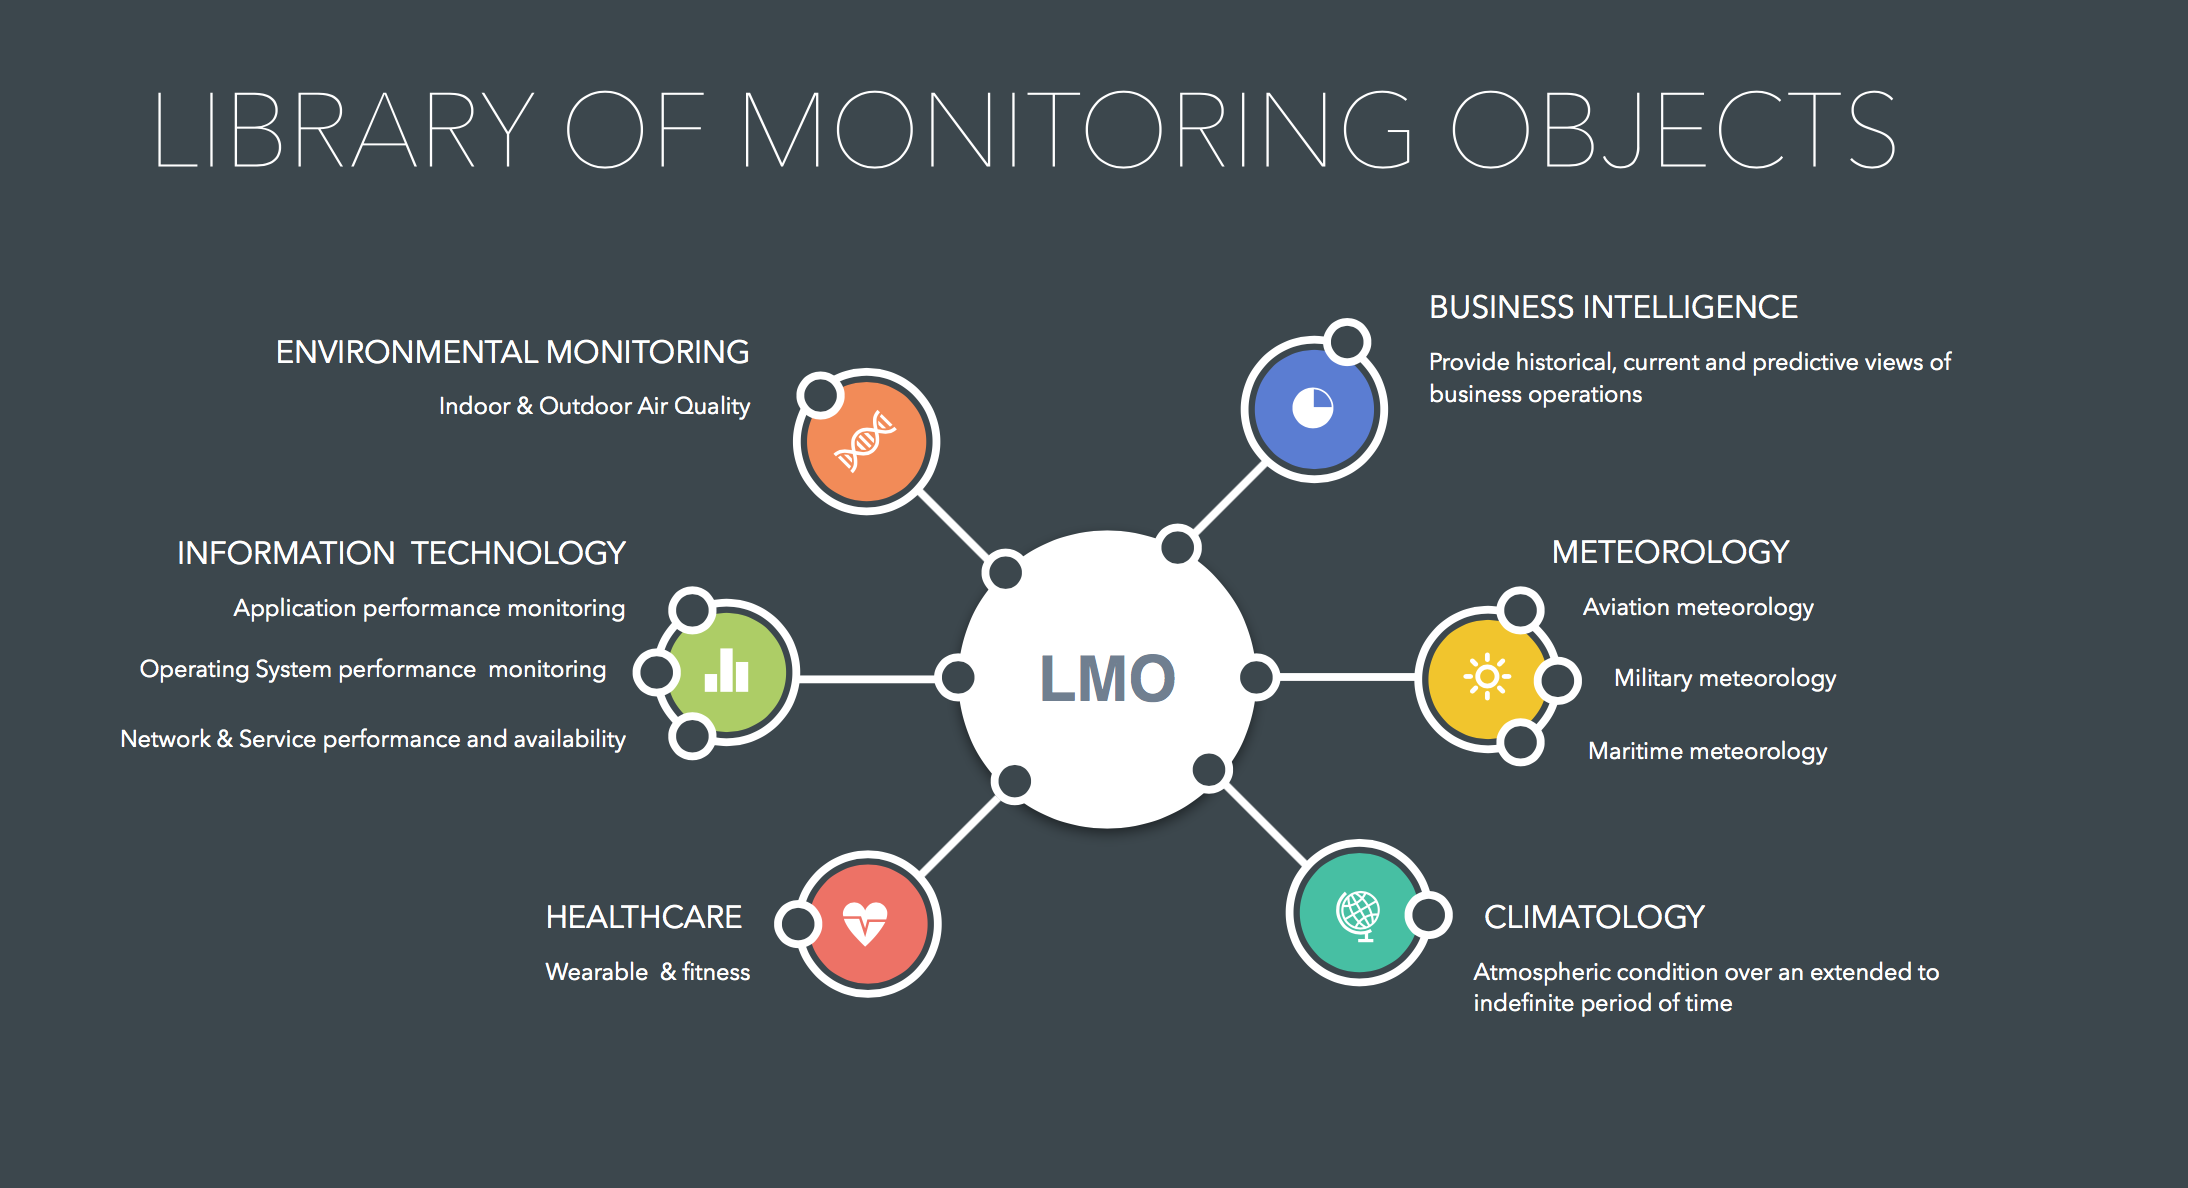 LIBRARY OF MONITORING OBJECTS
ENVIRONMENTAL MONITORING
Indoor & Outdoor Air Quality
INFORMATION TECHNOLOGY
Application performance monitoring
Operating System performance monitoring
Network & Service performance and availability
HEALTHCARE
Wearable & fitness
LMO
BUSINESS INTELLIGENCE
Provide historical, current and predictive views of
business operations
METEOROLOGY
Aviation meteorology
Military meteorology
Maritime meteorology
CLIMATOLOGY
Atmospheric condition over an extended to
indefinite period of time